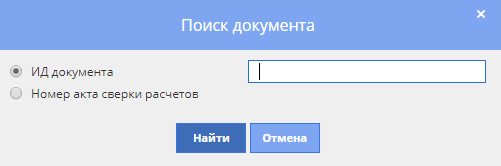 Поиск документа
×
ИД документа
Номер акта сверки расчетов
Найти Отмена